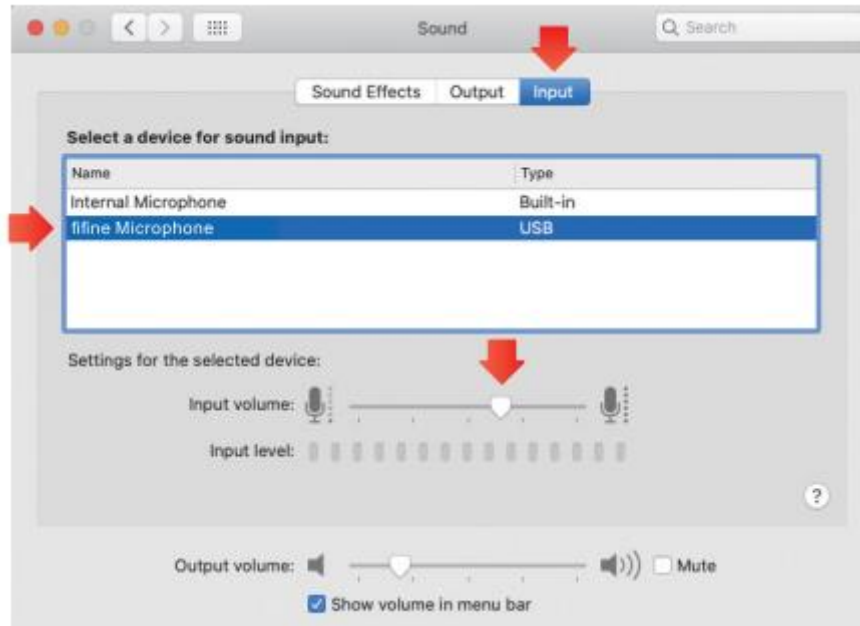 Sound
Search
Sound Effects Output Input
Select a device for sound input:
Name Type
Internal Microphone Built-in
fifine Microphone USB
Settings for the selected device:
Input volume:
Input level:
?
Output volume: Mute
Show volume in menu bar